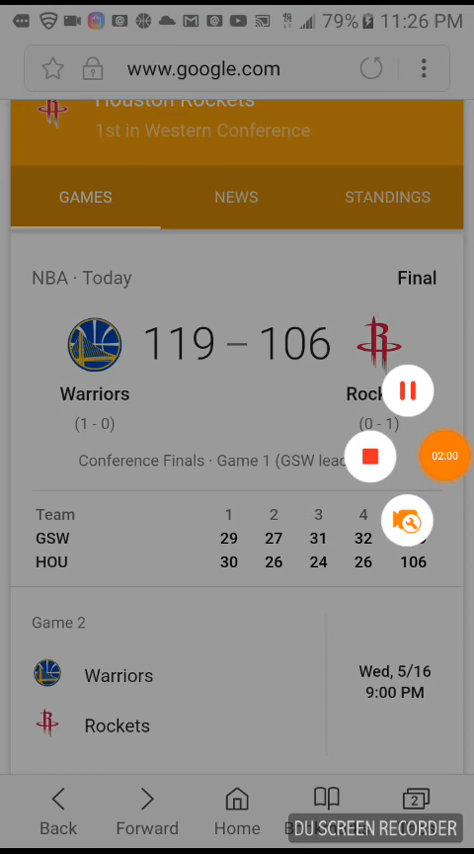 79% 11:26 PM
www.google.com
Houston Rockets
1st in Western Conference
GAMES NEWS STANDINGS
NBA · Today Final
119 – 106
Warriors
(1 - 0) (0 - 1)
Conference Finals · Game 1 (GSW
02:00
Team 1 2 3 4
GSW 29 27 31 32
HOU 30 26 24 26 106
Game 2
Warriors
Rockets
Wed, 5/16
9:00 PM
2
Back Forward Home
DU SCREEN RECORDER